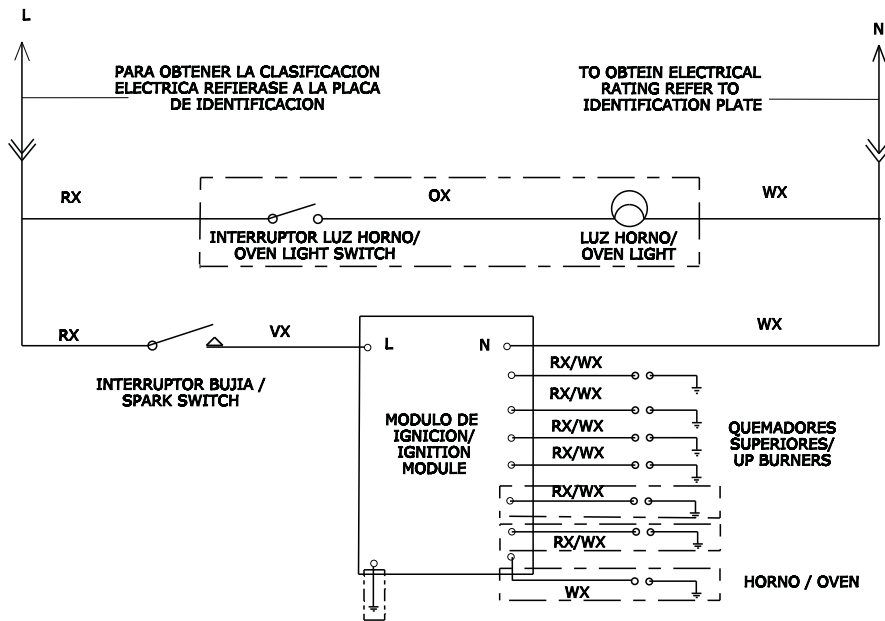 L
N
PARA OBTENER LA CLASIFICACION
ELECTRICA REFIERASE A LA PLACA
DE IDENTIFICACION
TO OBTEIN ELECTRICAL
RATING REFER TO
IDENTIFICATION PLATE
RX
OX
WX
INTERRUPTOR LUZ HORNO/
OVEN LIGHT SWITCH
LUZ HORNO/
OVEN LIGHT
RX
VX
L
N
WX
INTERRUPTOR BUJIA /
SPARK SWITCH
MODULO DE
IGNICION/
IGNITION
MODULE
RX/WX
RX/WX
RX/WX
RX/WX
RX/WX
RX/WX
WX
QUEMADORES
SUPERIORES/
UP BURNERS
HORNO / OVEN